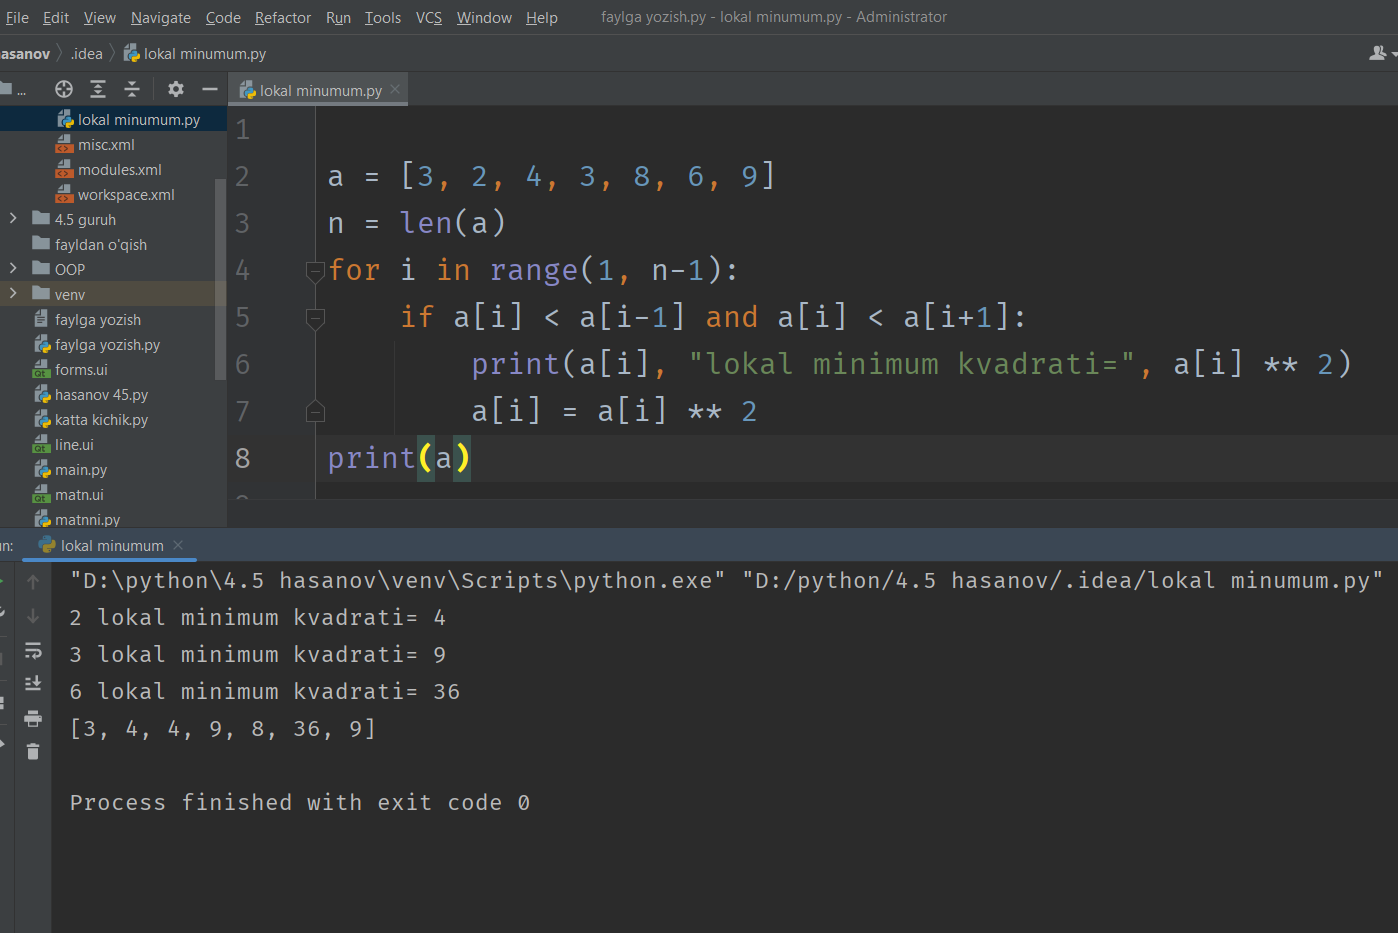 File Edit View Navigate Code Refactor Run Tools VCS Window Help faylga yozish.py - lokal minumum.py - Administrator
asanov .idea lokal minumum.py
... lokal minumum.py
lokal minumum.py
misc.xml
modules.xml
workspace.xml
4.5 guruh
fayldan o'qish
OOP
venv
faylga yozish
faylga yozish.py
forms.ui
hasanov 45.py
katta kichik.py
line.ui
main.py
matn.ui
matnni.py
1
2 a = [3, 2, 4, 3, 8, 6, 9]
3 n = len(a)
4 for i in range(1, n-1):
5 if a[i] < a[i-1] and a[i] < a[i+1]:
6 print(a[i], "lokal minimum kvadrati=", a[i] ** 2)
7 a[i] = a[i] ** 2
8 print(a)
un: lokal minumum
"D:\python\4.5 hasanov\venv\Scripts\python.exe" "D:/python/4.5 hasanov/.idea/lokal minumum.py"
2 lokal minimum kvadrati= 4
3 lokal minimum kvadrati= 9
6 lokal minimum kvadrati= 36
[3, 4, 4, 9, 8, 36, 9]
Process finished with exit code 0